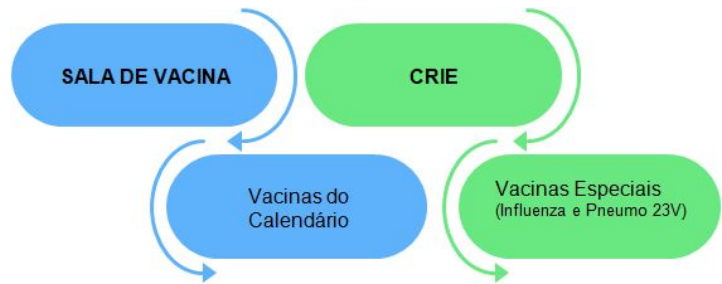 SALA DE VACINA
CRIE
Vacinas do
Calendário
Vacinas Especiais
(Influenza e Pneumo 23V)